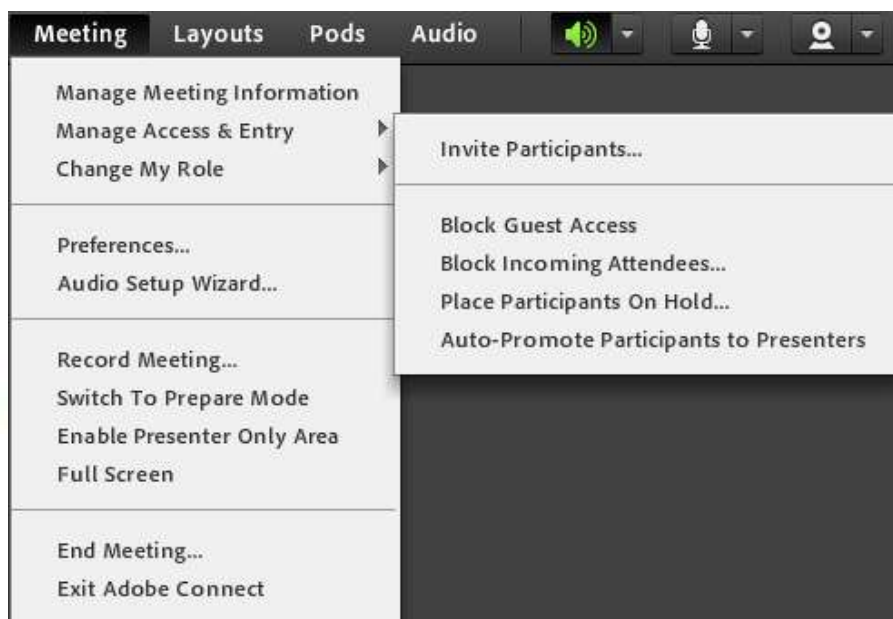 Meeting Layouts Pods Audio
Manage Meeting Information
Manage Access & Entry
Change My Role
Preferences...
Audio Setup Wizard...
Record Meeting...
Switch To Prepare Mode
Enable Presenter Only Area
Full Screen
End Meeting...
Exit Adobe Connect
Invite Participants...
Block Guest Access
Block Incoming Attendees...
Place Participants On Hold...
Auto-Promote Participants to Presenters